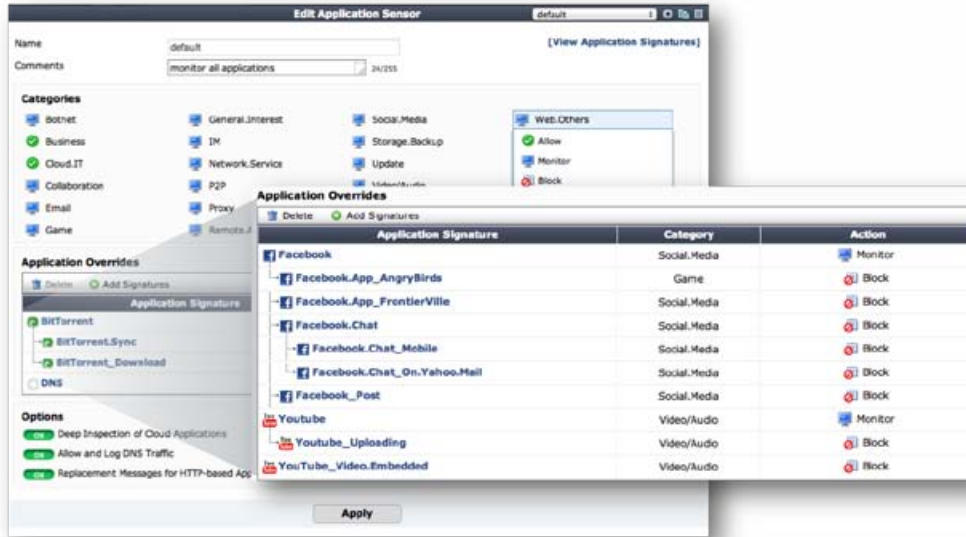 Edit Application Sensor
default
Name
default
[View Application Signatures]
Comments
monitor all applications
24/255
Categories
Botnet
General.Interest
Social.Media
Web.Others
Business
IM
Storage.Backup
Allow
Cloud.IT
Network.Service
Update
Monitor
Collaboration
P2P
Video/Audio
Block
Email
Proxy
Game
Remote.A
Application Overrides
Delete
Add Signatures
Application Signature
BitTorrent
BitTorrent.Sync
BitTorrent_Download
DNS
Options
ON Deep Inspection of Cloud Applications
ON Allow and Log DNS Traffic
ON Replacement Messages for HTTP-based App
Apply
Application Overrides
Delete
Add Signatures
Application Signature
Category
Action
Facebook
Social.Media
Monitor
Facebook.App_AngryBirds
Game
Block
Facebook.App_FrontierVille
Social.Media
Block
Facebook.Chat
Social.Media
Block
Facebook.Chat_Mobile
Social.Media
Block
Facebook.Chat_On.Yahoo.Mail
Social.Media
Block
Facebook_Post
Social.Media
Block
Youtube
Video/Audio
Monitor
Youtube_Uploading
Video/Audio
Block
YouTube_Video.Embedded
Video/Audio
Block